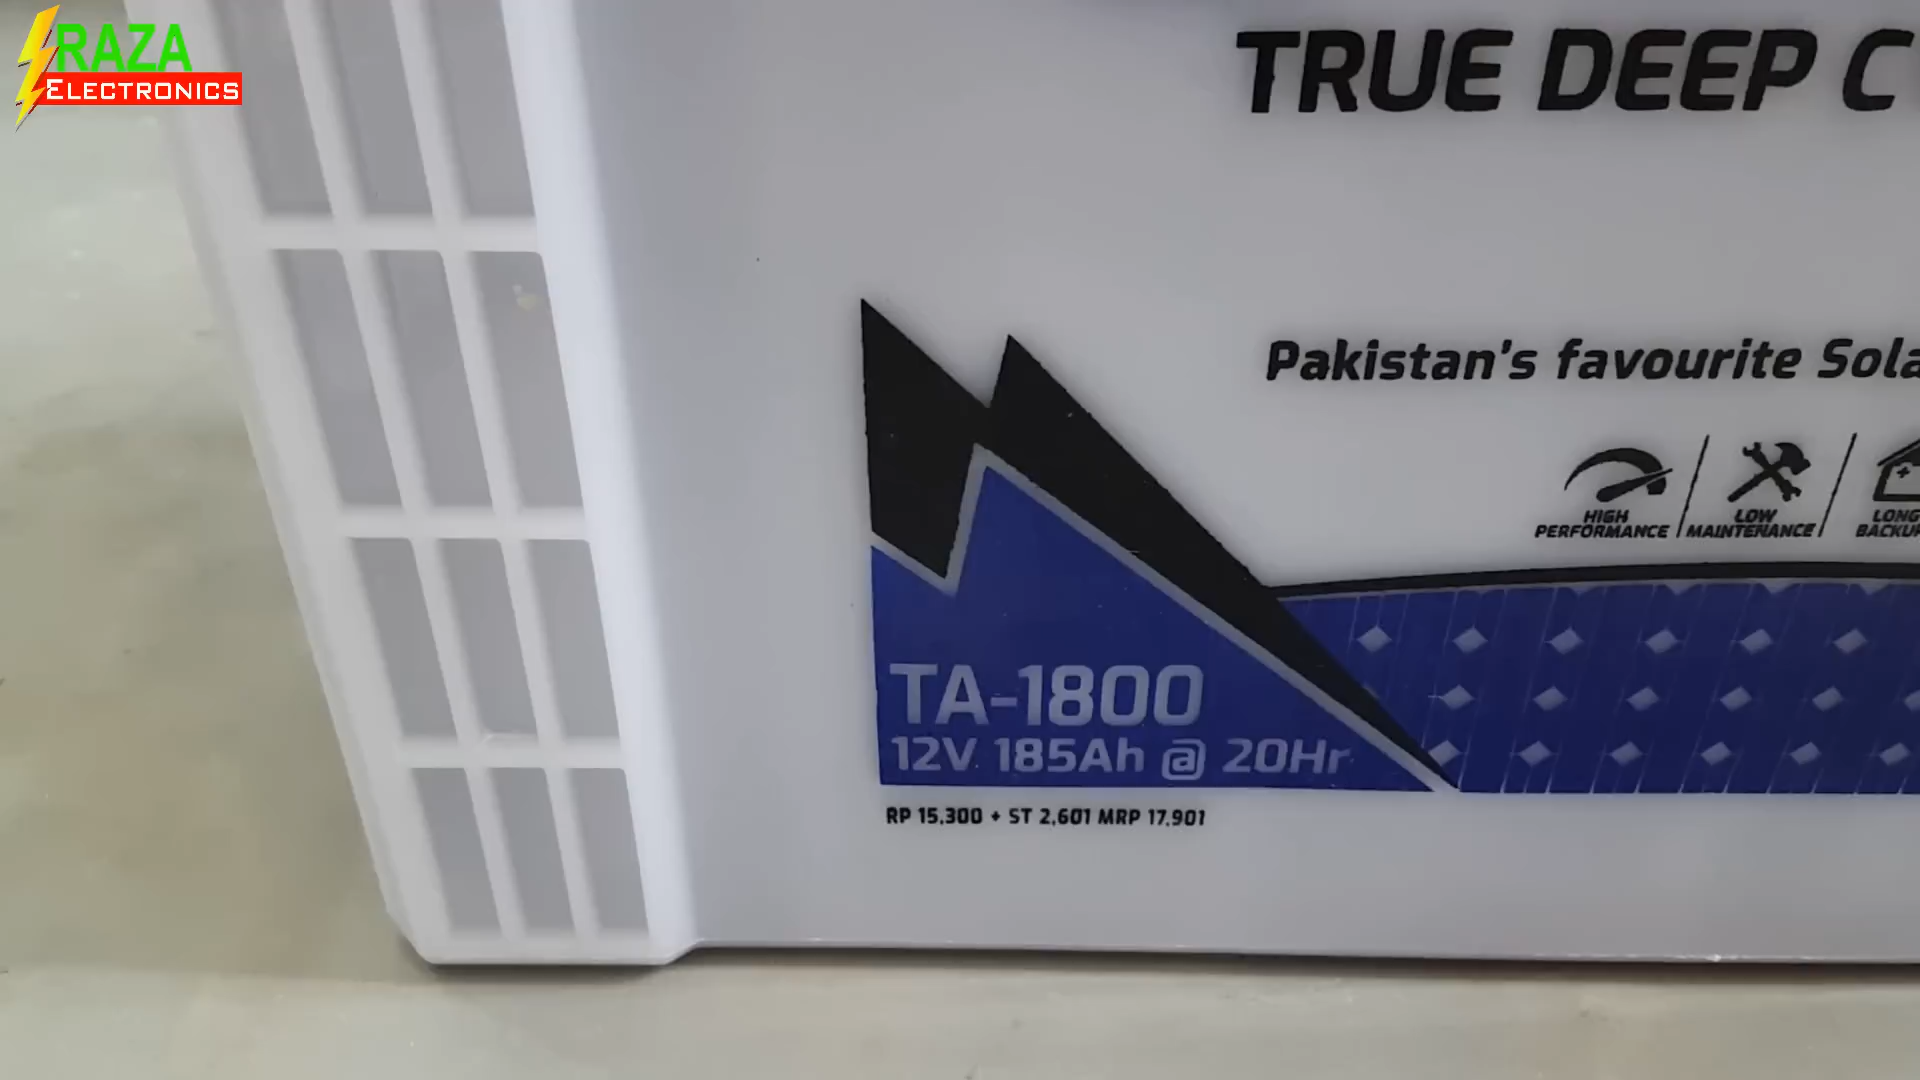 RAZA
ELECTRONICS
TRUE DEEP C
Pakistan's favourite Sola
HIGH
PERFORMANCE
LOW
MAINTENANCE
LONG
BACKU
TA-1800
12V 185Ah @ 20Hr
RP 15,300 + ST 2,601 MRP 17,901